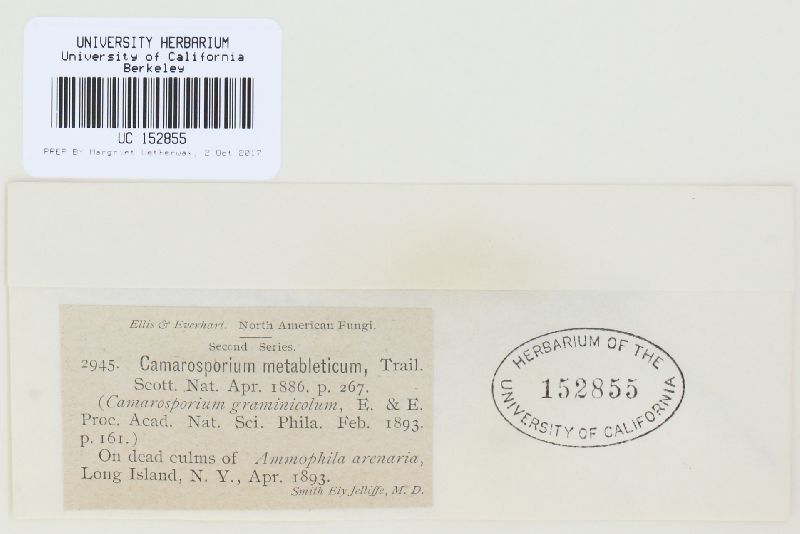 UNIVERSITY HERBARIUM
University of California
Berkeley
UC 152855
PREP BY Margriet Wetherwax, 2 Oct 2017
Ellis & Everhart. North American Fungi.
Second Series.
2945. Camarosporium metableticum, Trail.
Scott. Nat. Apr. 1886. p. 267.
(Camarosporium graminicolum, E. & E.
Proc. Acad. Nat. Sci. Phila. Feb. 1893.
p. 161.)
On dead culms of Ammophila arenaria,
Long Island, N. Y., Apr. 1893.
Smith Ely Jelliffe, M. D.
HERBARIUM OF THE
152855
UNIVERSITY OF CALIFORNIA